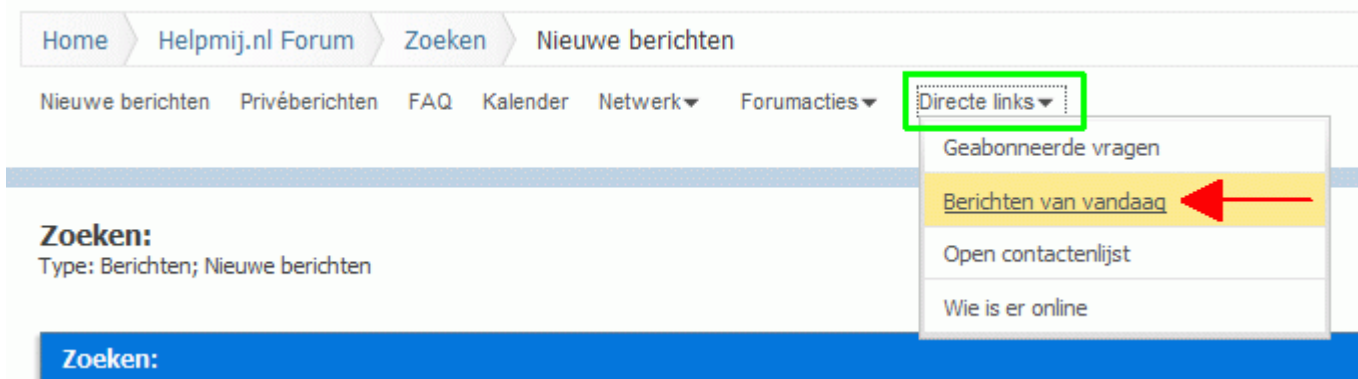 Home Helpmij.nl Forum Zoeken Nieuwe berichten
Nieuwe berichten Privéberichten FAQ Kalender Netwerk Forumacties Directe links
Geabonneerde vragen
Berichten van vandaag
Open contactenlijst
Wie is er online
Zoeken:
Type: Berichten; Nieuwe berichten
Zoeken: